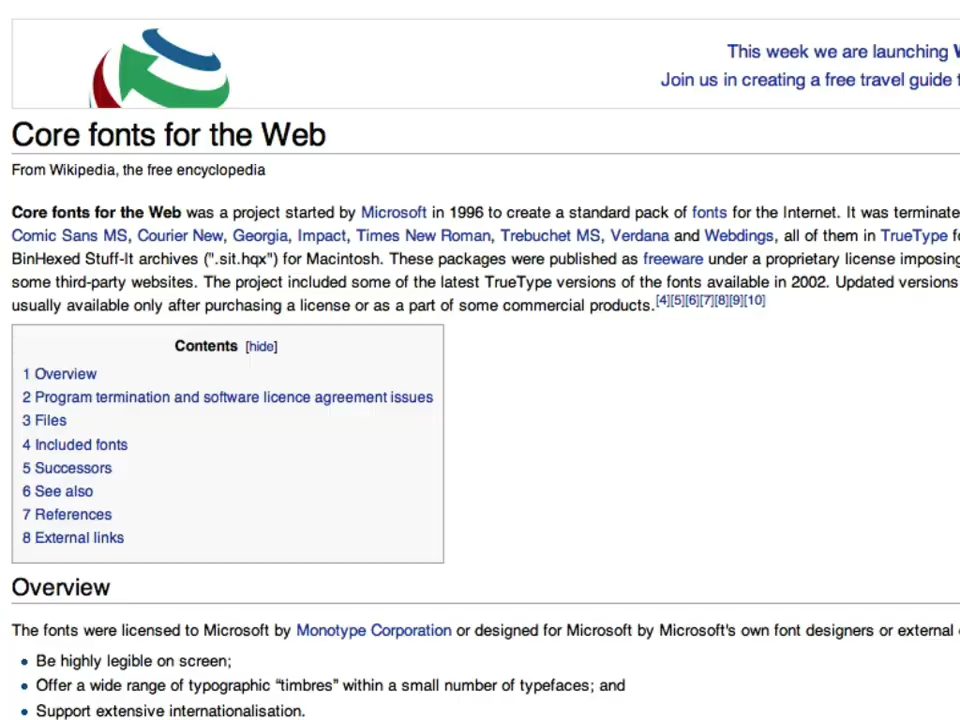 This week we are launching
Join us in creating a free travel guide
Core fonts for the Web
From Wikipedia, the free encyclopedia
Core fonts for the Web was a project started by Microsoft in 1996 to create a standard pack of fonts for the Internet. It was terminate
Comic Sans MS, Courier New, Georgia, Impact, Times New Roman, Trebuchet MS, Verdana and Webdings, all of them in TrueType f
BinHexed Stuff-It archives (".sit.hqx") for Macintosh. These packages were published as freeware under a proprietary license imposing
some third-party websites. The project included some of the latest TrueType versions of the fonts available in 2002. Updated versions
usually available only after purchasing a license or as a part of some commercial products.[4][5][6][7][8][9][10]
Contents [hide]
1 Overview
2 Program termination and software licence agreement issues
3 Files
4 Included fonts
5 Successors
6 See also
7 References
8 External links
Overview
The fonts were licensed to Microsoft by Monotype Corporation or designed for Microsoft by Microsoft's own font designers or external
• Be highly legible on screen;
• Offer a wide range of typographic “timbres” within a small number of typefaces; and
• Support extensive internationalisation.